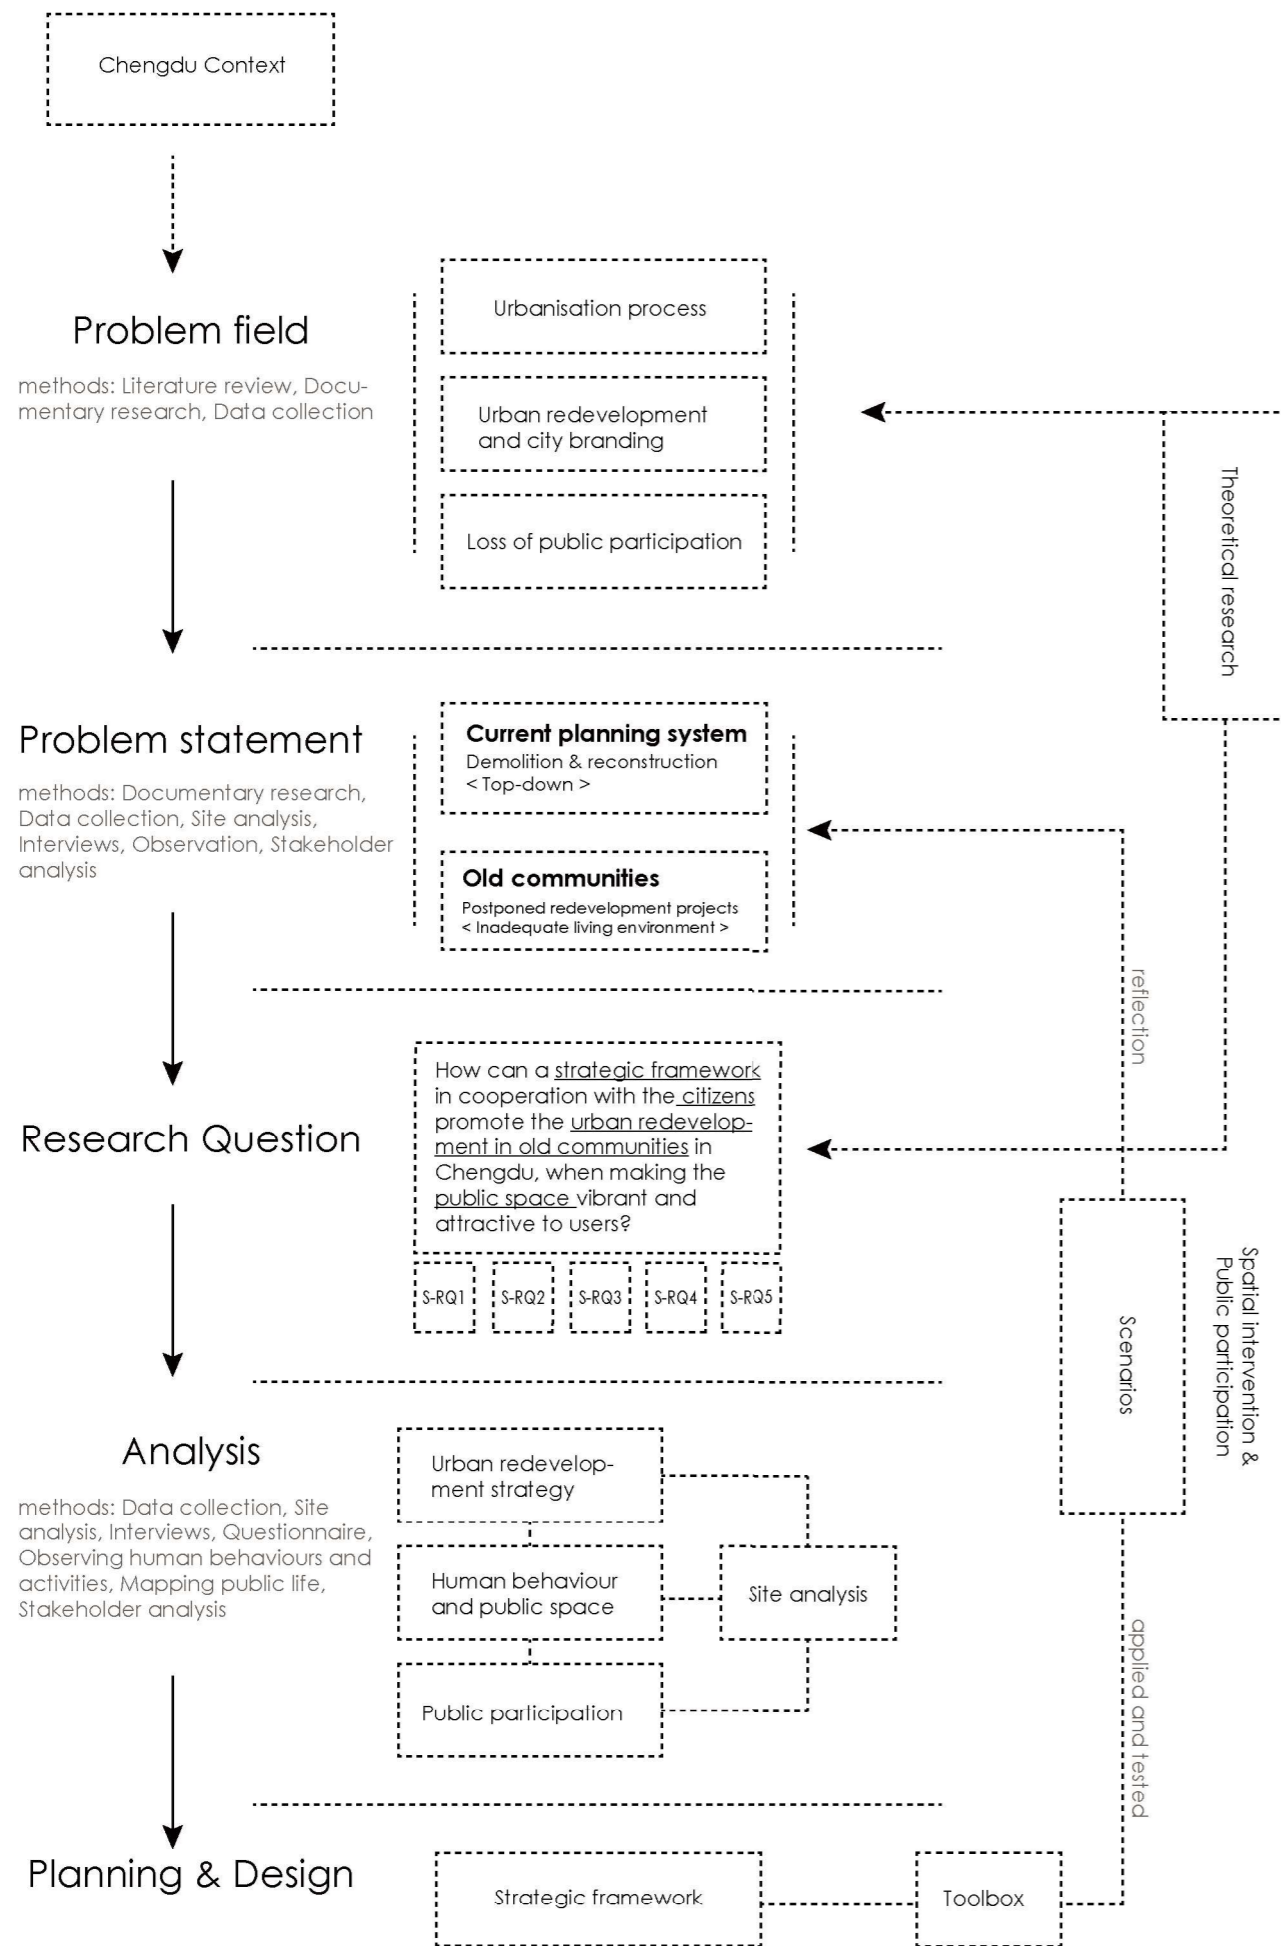 Chengdu Context
Problem field
methods: Literature review, Docu-
mentary research, Data collection
Urbanisation process
Urban redevelopment
and city branding
Loss of public participation
Theoretical research
Problem statement
methods: Documentary research,
Data collection, Site analysis,
Interviews, Observation, Stakeholder
analysis
Current planning system
Demolition & reconstruction
< Top-down >
Old communities
Postponed redevelopment projects
< Inadequate living environment >
reflection
Research Question
How can a strategic framework
in cooperation with the citizens
promote the urban redevelop-
ment in old communities in
Chengdu, when making the
public space vibrant and
attractive to users?
S-RQ1
S-RQ2
S-RQ3
S-RQ4
S-RQ5
Scenarios
Spatial intervention &
Public participation
Analysis
methods: Data collection, Site
analysis, Interviews, Questionnaire,
Observing human behaviours and
activities, Mapping public life,
Stakeholder analysis
Urban redevelop-
ment strategy
Human behaviour
and public space
Public participation
Site analysis
applied and tested
Planning & Design
Strategic framework
Toolbox